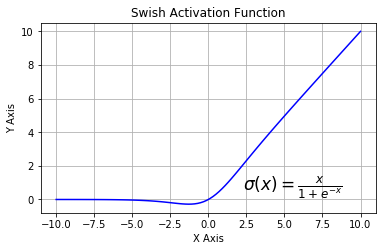 Swish Activation Function
Y Axis
10
8
6
4
2
0
σ(x) = x / (1 + e^{-x})
−10.0 −7.5 −5.0 −2.5 0.0 2.5 5.0 7.5 10.0
X Axis